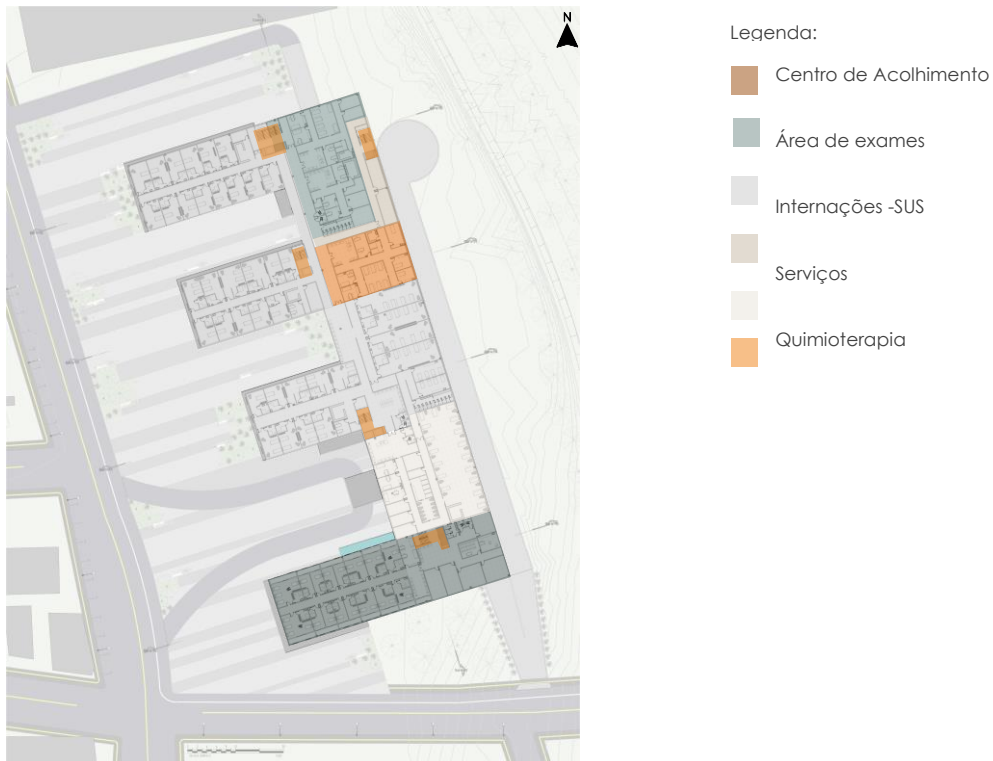 N
Legenda:
Centro de Acolhimento
Área de exames
Internações -SUS
Serviços
Quimioterapia